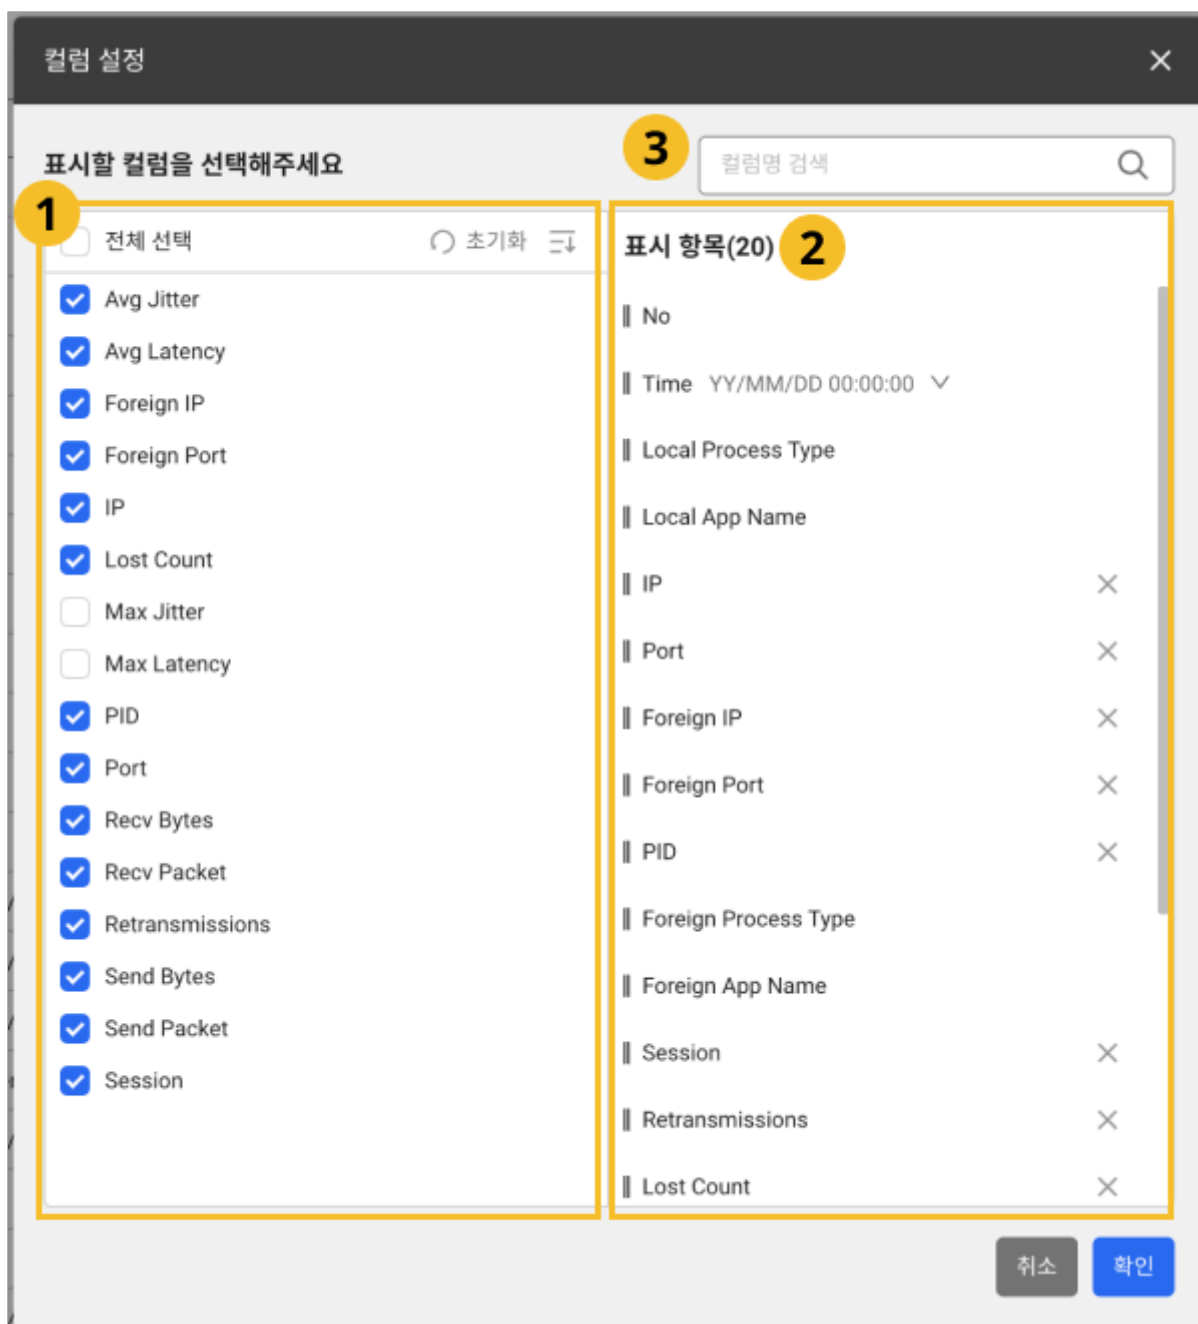 컬럼 설정
표시할 컬럼을 선택해주세요
3
컬럼명 검색
1
전체 선택
초기화
Avg Jitter
Avg Latency
Foreign IP
Foreign Port
IP
Lost Count
Max Jitter
Max Latency
PID
Port
Recv Bytes
Recv Packet
Retransmissions
Send Bytes
Send Packet
Session
표시 항목(20)
2
No
Time YY/MM/DD 00:00:00
Local Process Type
Local App Name
IP
Port
Foreign IP
Foreign Port
PID
Foreign Process Type
Foreign App Name
Session
Retransmissions
Lost Count
취소
확인